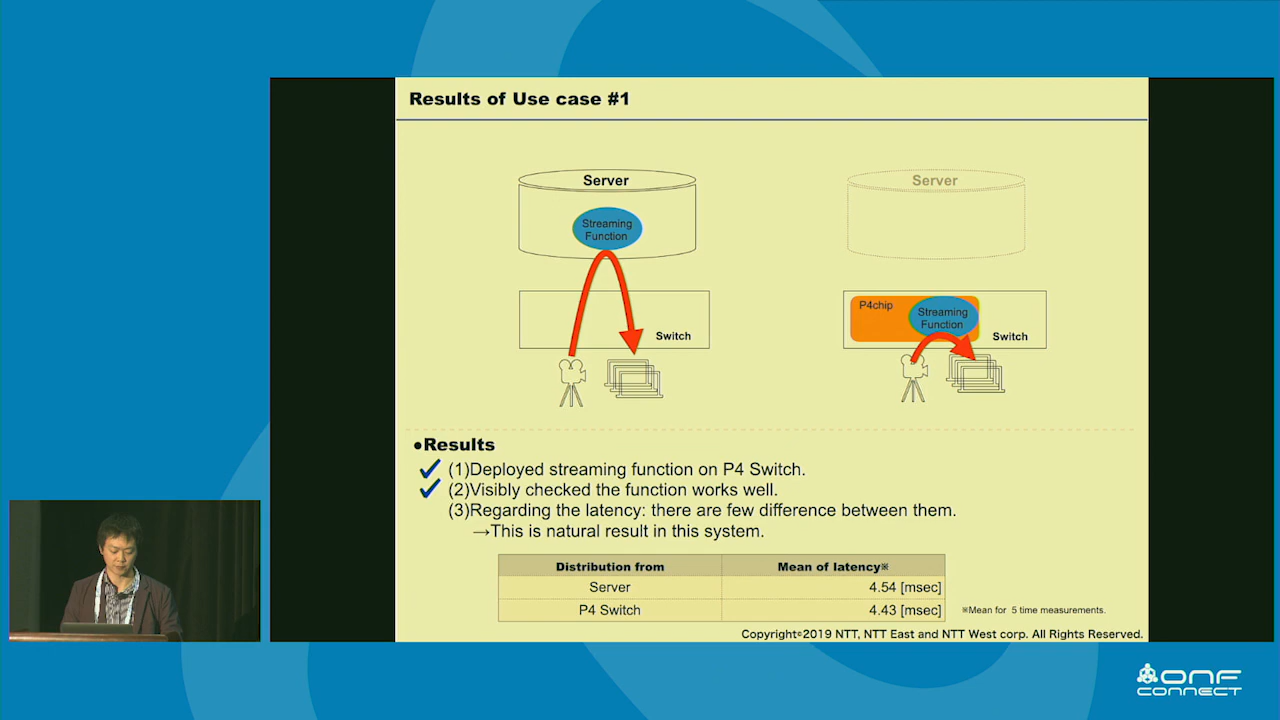 Results of Use case #1
Server
Streaming
Function
Switch
Server
P4chip
Streaming
Function
Switch
●Results
(1)Deployed streaming function on P4 Switch.
(2)Visibly checked the function works well.
(3)Regarding the latency: there are few difference between them.
→This is natural result in this system.
Distribution from Mean of latency※
Server 4.54 [msec]
P4 Switch 4.43 [msec]
※Mean for 5 time measurements.
Copyright©2019 NTT, NTT East and NTT West corp. All Rights Reserved.
ONF
CONNECT